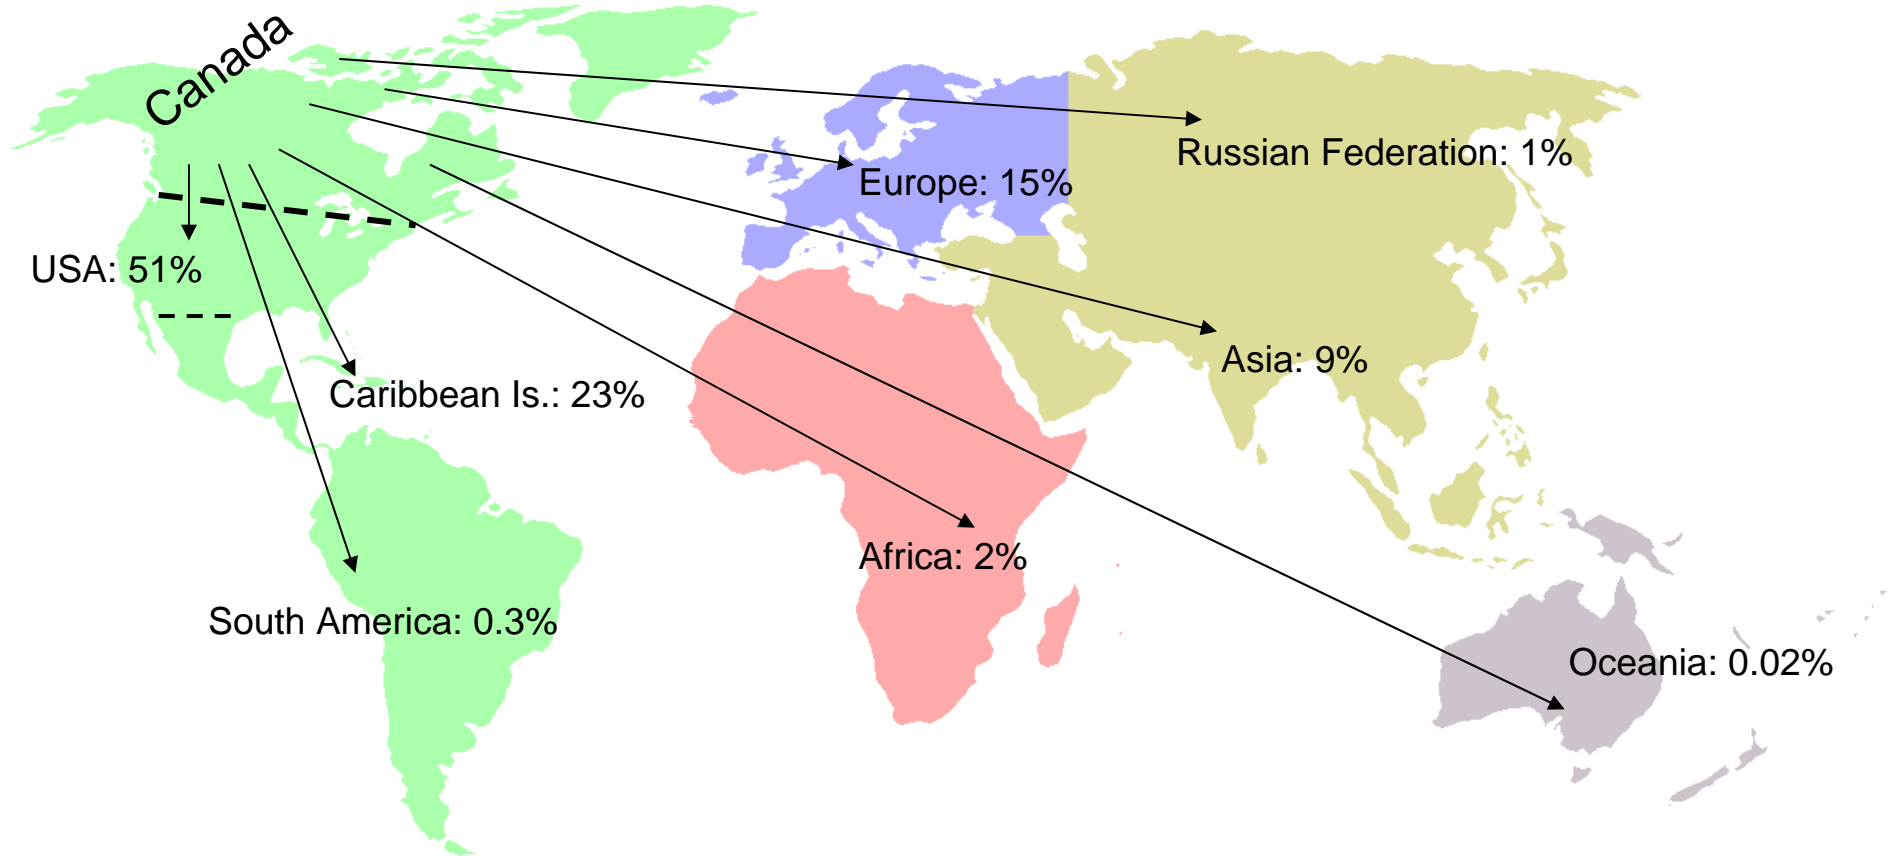 Canada
Russian Federation: 1%
Europe: 15%
USA: 51%
Asia: 9%
Caribbean Is.: 23%
Africa: 2%
South America: 0.3%
Oceania: 0.02%